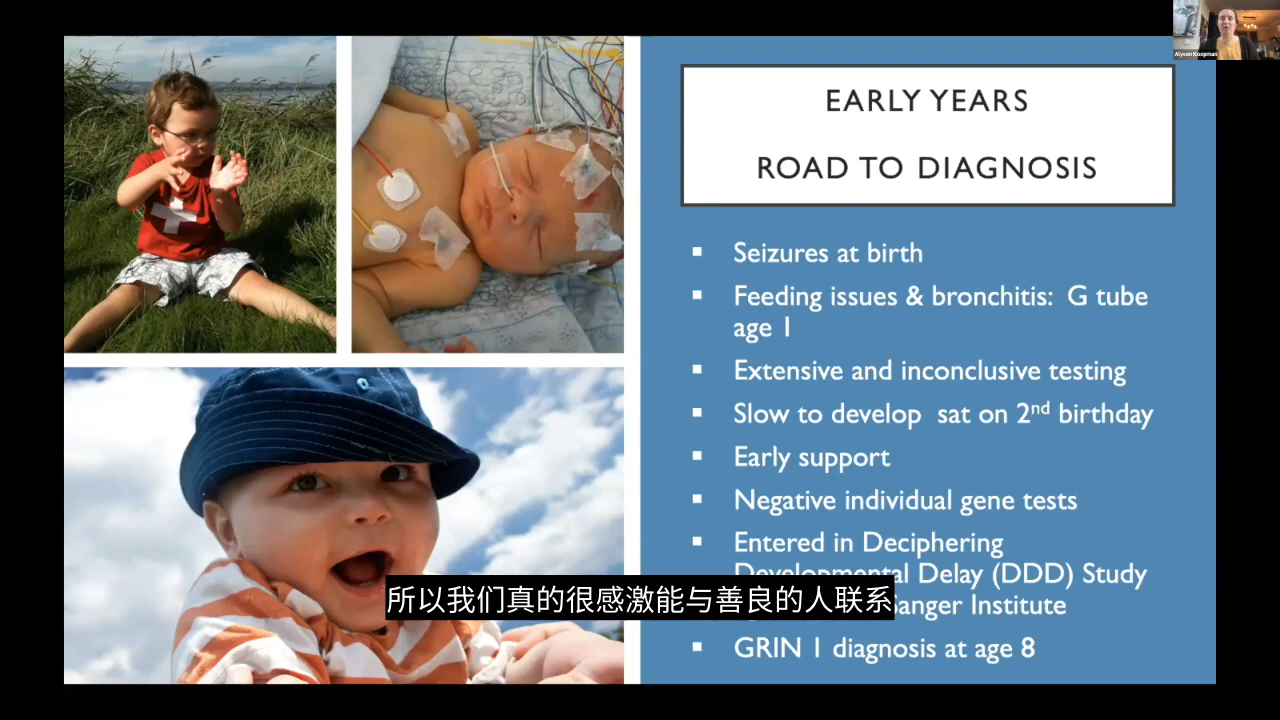 Alyson Koopman
EARLY YEARS
ROAD TO DIAGNOSIS
Seizures at birth
Feeding issues & bronchitis: G tube
age 1
Extensive and inconclusive testing
Slow to develop sat on 2nd birthday
Early support
Negative individual gene tests
Entered in Deciphering
Developmental Delay (DDD) Study
Sanger Institute
GRIN 1 diagnosis at age 8
所以我们真的很感激能与善良的人联系